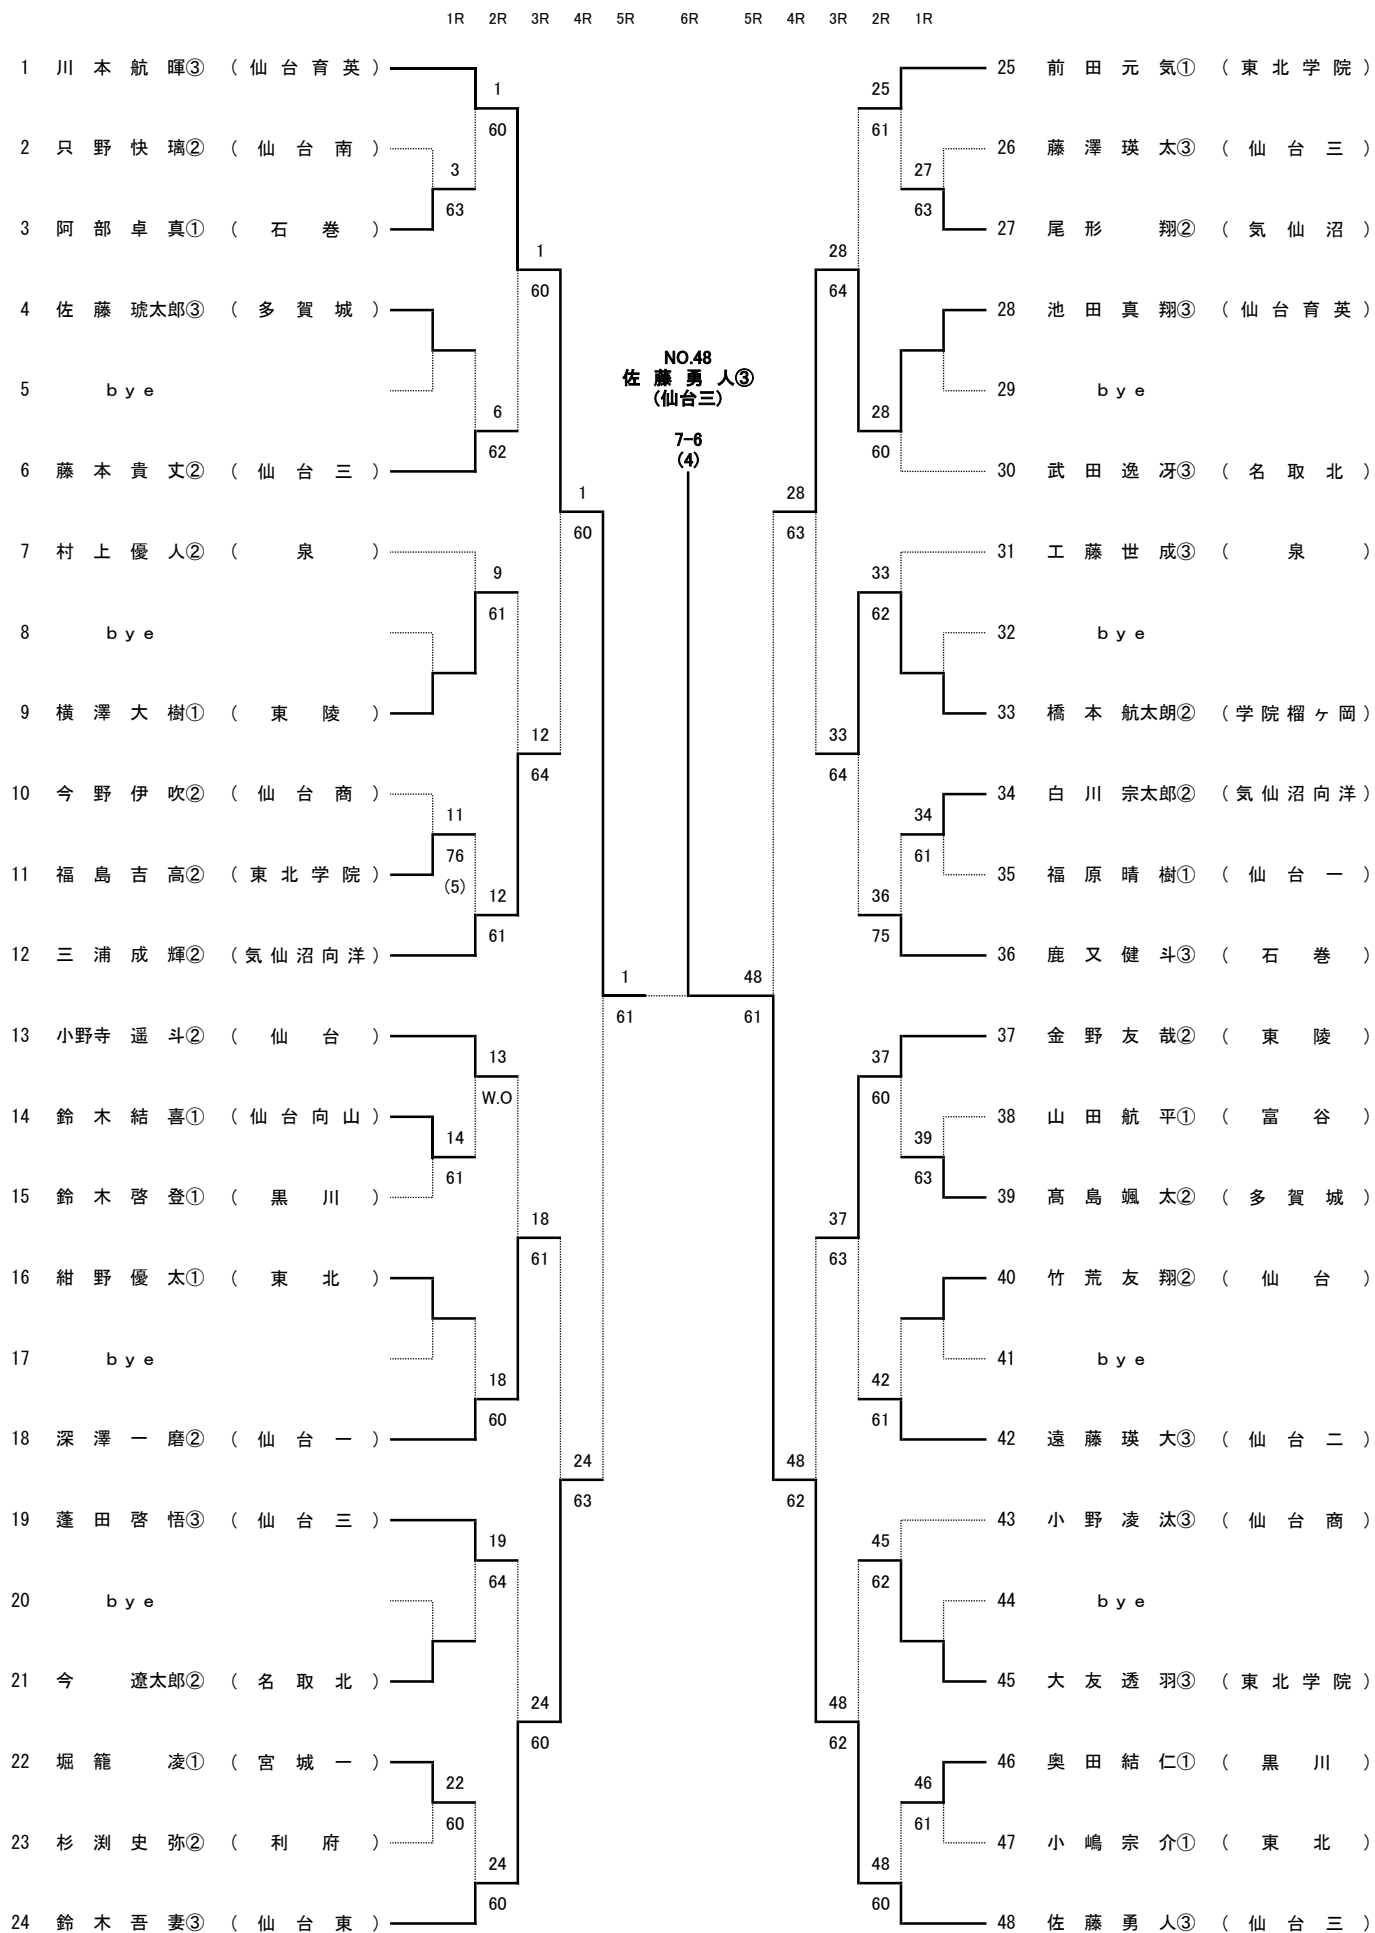 1R 2R 3R 4R 5R 6R 5R 4R 3R 2R 1R
1 川本航暉③ (仙台育英) 25 前田元気① (東北学院)
1 25
60 61
2 只野快璃② (仙台南) 26 藤澤瑛太③ (仙台三)
3 27
63 63
3 阿部卓真① (石巻) 27 尾形翔② (気仙沼)
1 28
60 64
4 佐藤琥太郎③ (多賀城) 28 池田真翔③ (仙台育英)
NO.48
佐藤勇人③
(仙台三)
5 bye 29 bye
6 28
7-6
62 60
(4)
6 藤本貴丈② (仙台三) 30 武田逸冴③ (名取北)
1 28
60 63
7 村上優人② (泉) 31 工藤世成③ (泉)
9 33
61 62
8 bye 32 bye
9 横澤大樹① (東陵) 33 橋本航太朗② (学院榴ヶ岡)
12 33
64 64
10 今野伊吹② (仙台商) 34 白川宗太郎② (気仙沼向洋)
11 34
76 61
11 福島吉高② (東北学院) 35 福原晴樹① (仙台一)
(5)
12 36
61 75
12 三浦成輝② (気仙沼向洋) 36 鹿又健斗③ (石巻)
1 48
61 61
13 小野寺遥斗② (仙台) 37 金野友哉② (東陵)
13 37
W.O 60
14 鈴木結喜① (仙台向山) 38 山田航平① (富谷)
14 39
61 63
15 鈴木啓登① (黒川) 39 髙島颯太② (多賀城)
18 37
61 63
16 紺野優太① (東北) 40 竹荒友翔② (仙台)
17 bye 41 bye
18 42
60 61
18 深澤一磨② (仙台一) 42 遠藤瑛大③ (仙台二)
24 48
63 62
19 蓬田啓悟③ (仙台三) 43 小野凌汰③ (仙台商)
19 45
64 62
20 bye 44 bye
21 今遼太郎② (名取北) 45 大友透羽③ (東北学院)
24 48
60 62
22 堀籠凌① (宮城一) 46 奥田結仁① (黒川)
22 46
60 61
23 杉渕史弥② (利府) 47 小嶋宗介① (東北)
24 48
60 60
24 鈴木吾妻③ (仙台東) 48 佐藤勇人③ (仙台三)